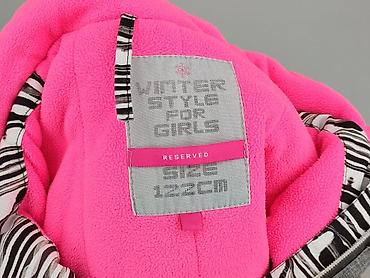 WINTER
STYLE
FOR
GIRLS
RESERVED
SIZE
122CM